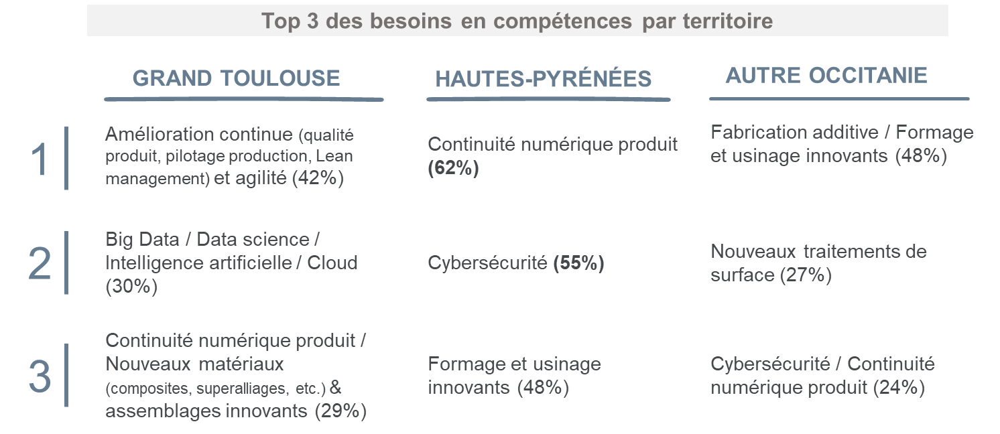 Top 3 des besoins en compétences par territoire
GRAND TOULOUSE
HAUTES-PYRÉNÉES
AUTRE OCCITANIE
1
Amélioration continue (qualité
produit, pilotage production, Lean
management) et agilité (42%)
Continuité numérique produit
(62%)
Fabrication additive / Formage
et usinage innovants (48%)
2
Big Data / Data science /
Intelligence artificielle / Cloud
(30%)
Cybersécurité (55%)
Nouveaux traitements de
surface (27%)
3
Continuité numérique produit /
Nouveaux matériaux
(composites, superalliages, etc.) &
assemblages innovants (29%)
Formage et usinage
innovants (48%)
Cybersécurité / Continuité
numérique produit (24%)